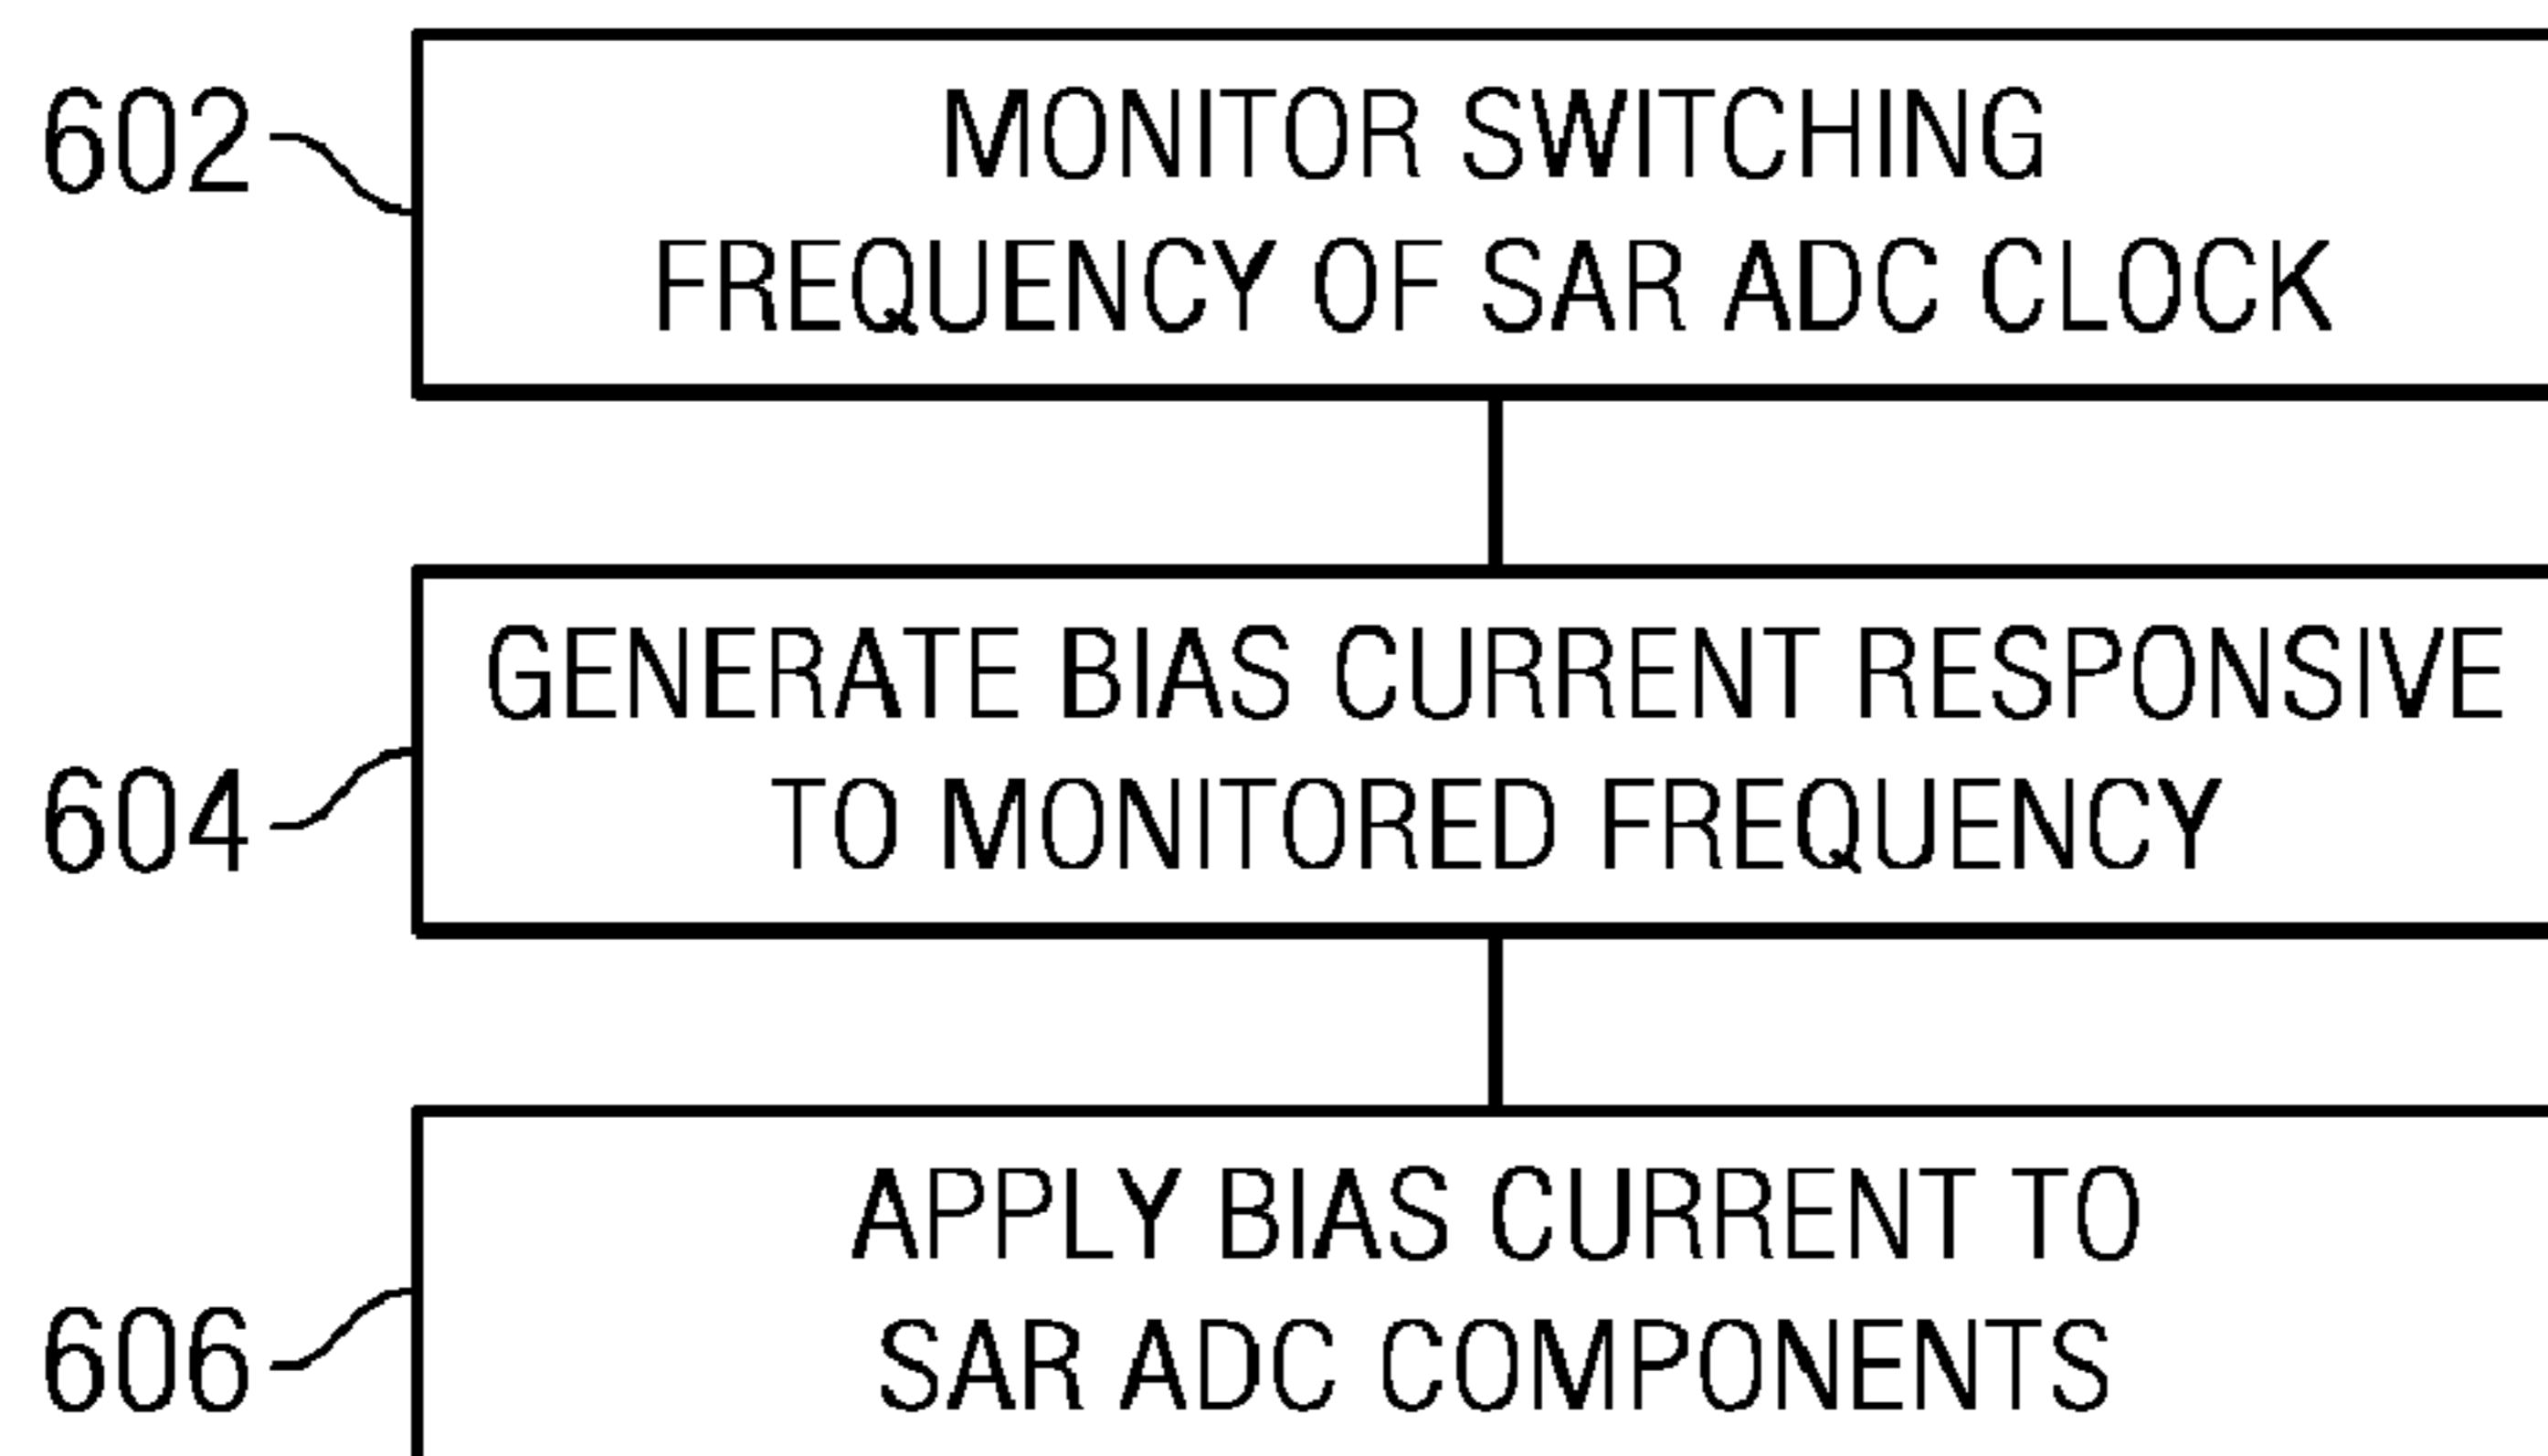 602
MONITOR SWITCHING
FREQUENCY OF SAR ADC CLOCK
604
GENERATE BIAS CURRENT RESPONSIVE
TO MONITORED FREQUENCY
606
APPLY BIAS CURRENT TO
SAR ADC COMPONENTS